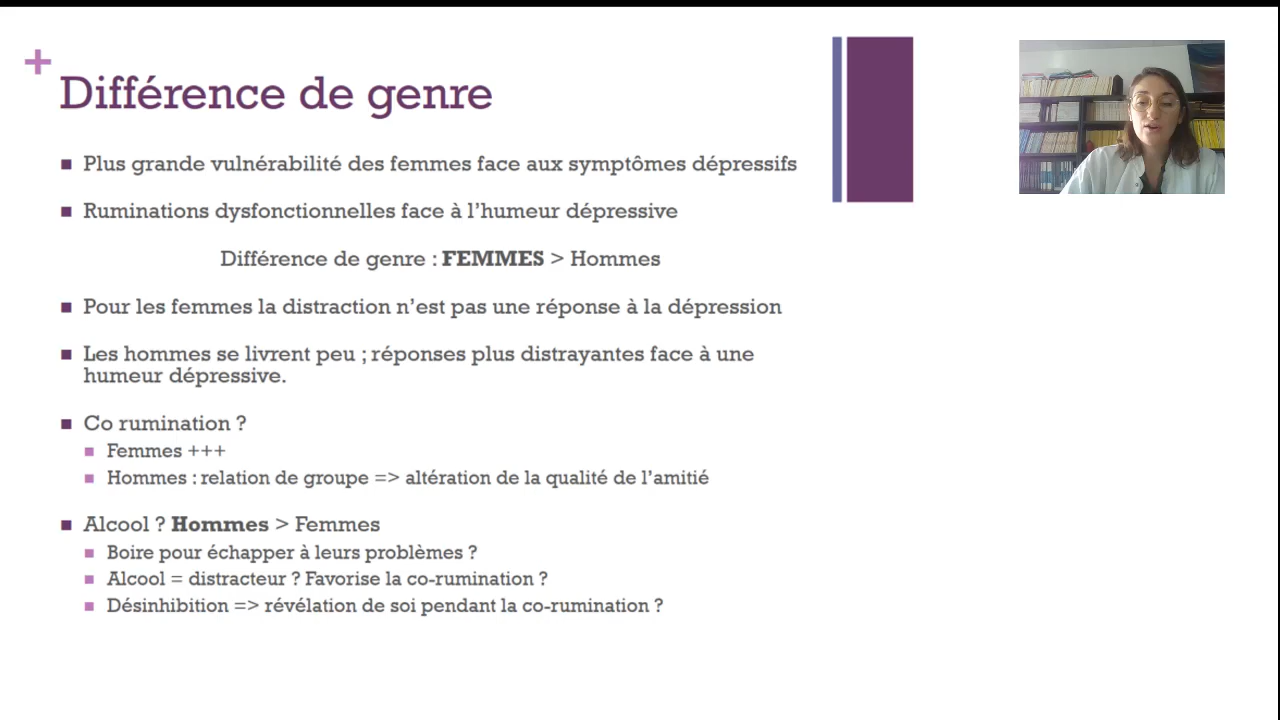 +
Différence de genre
Plus grande vulnérabilité des femmes face aux symptômes dépressifs
Ruminations dysfonctionnelles face à l'humeur dépressive
Différence de genre : FEMMES > Hommes
Pour les femmes la distraction n'est pas une réponse à la dépression
Les hommes se livrent peu ; réponses plus distrayantes face à une
humeur dépressive.
Co rumination ?
Femmes +++
Hommes : relation de groupe => altération de la qualité de l'amitié
Alcool ? Hommes > Femmes
Boire pour échapper à leurs problèmes ?
Alcool = distracteur ? Favorise la co-rumination ?
Désinhibition => révélation de soi pendant la co-rumination ?